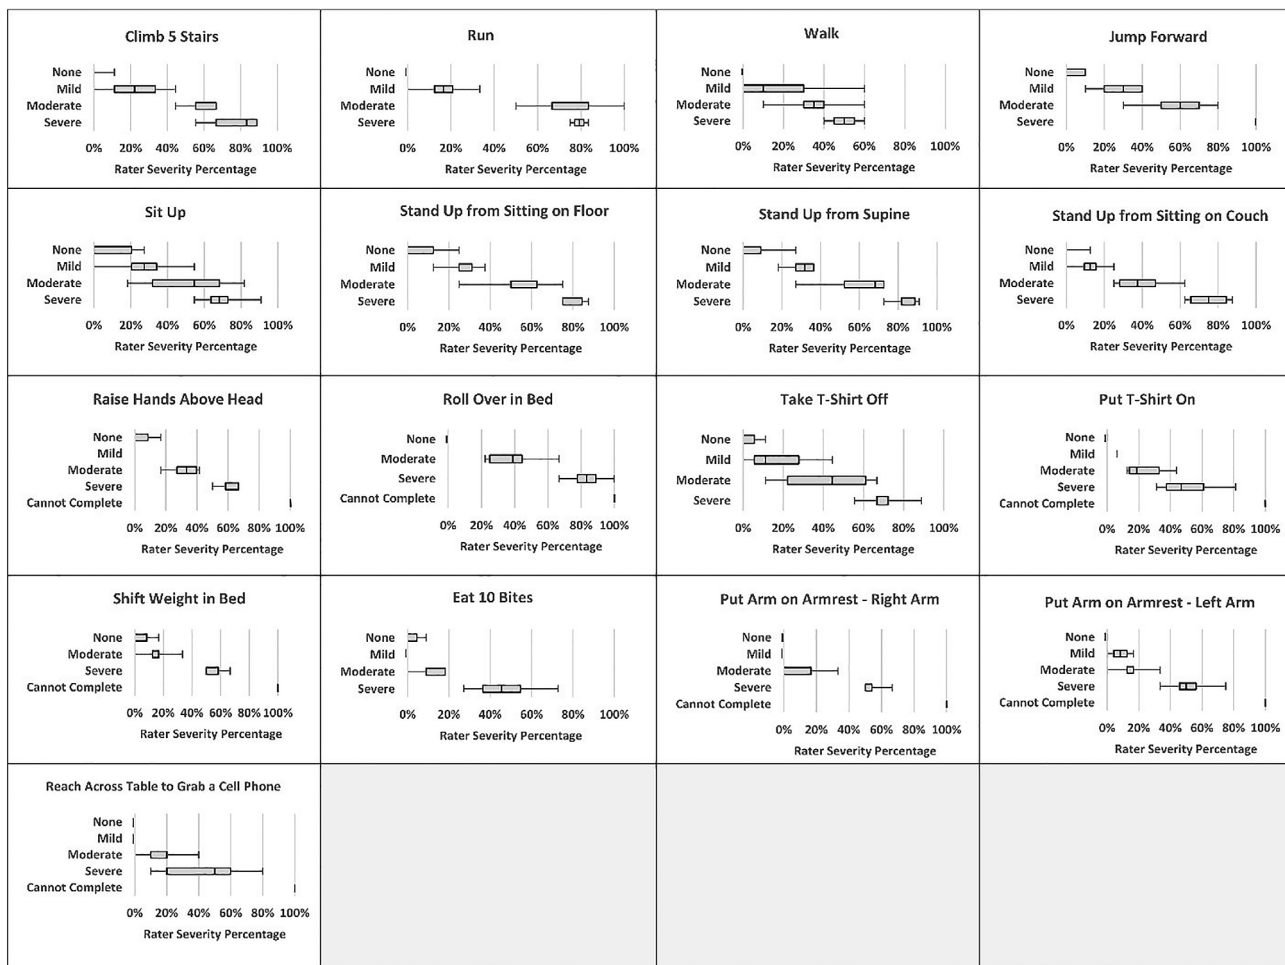 Climb 5 Stairs
None
Mild
Moderate
Severe
0% 20% 40% 60% 80% 100%
Rater Severity Percentage
Run
None
Mild
Moderate
Severe
0% 20% 40% 60% 80% 100%
Rater Severity Percentage
Walk
None
Mild
Moderate
Severe
0% 20% 40% 60% 80% 100%
Rater Severity Percentage
Jump Forward
None
Mild
Moderate
Severe
0% 20% 40% 60% 80% 100%
Rater Severity Percentage
Sit Up
None
Mild
Moderate
Severe
0% 20% 40% 60% 80% 100%
Rater Severity Percentage
Stand Up from Sitting on Floor
None
Mild
Moderate
Severe
0% 20% 40% 60% 80% 100%
Rater Severity Percentage
Stand Up from Supine
None
Mild
Moderate
Severe
0% 20% 40% 60% 80% 100%
Rater Severity Percentage
Stand Up from Sitting on Couch
None
Mild
Moderate
Severe
0% 20% 40% 60% 80% 100%
Rater Severity Percentage
Raise Hands Above Head
None
Mild
Moderate
Severe
Cannot Complete
0% 20% 40% 60% 80% 100%
Rater Severity Percentage
Roll Over in Bed
None
Moderate
Severe
Cannot Complete
0% 20% 40% 60% 80% 100%
Rater Severity Percentage
Take T-Shirt Off
None
Mild
Moderate
Severe
0% 20% 40% 60% 80% 100%
Rater Severity Percentage
Put T-Shirt On
None
Mild
Moderate
Severe
Cannot Complete
0% 20% 40% 60% 80% 100%
Rater Severity Percentage
Shift Weight in Bed
None
Moderate
Severe
Cannot Complete
0% 20% 40% 60% 80% 100%
Rater Severity Percentage
Eat 10 Bites
None
Mild
Moderate
Severe
0% 20% 40% 60% 80% 100%
Rater Severity Percentage
Put Arm on Armrest - Right Arm
None
Mild
Moderate
Severe
Cannot Complete
0% 20% 40% 60% 80% 100%
Rater Severity Percentage
Put Arm on Armrest - Left Arm
None
Mild
Moderate
Severe
Cannot Complete
0% 20% 40% 60% 80% 100%
Rater Severity Percentage
Reach Across Table to Grab a Cell Phone
None
Mild
Moderate
Severe
Cannot Complete
0% 20% 40% 60% 80% 100%
Rater Severity Percentage